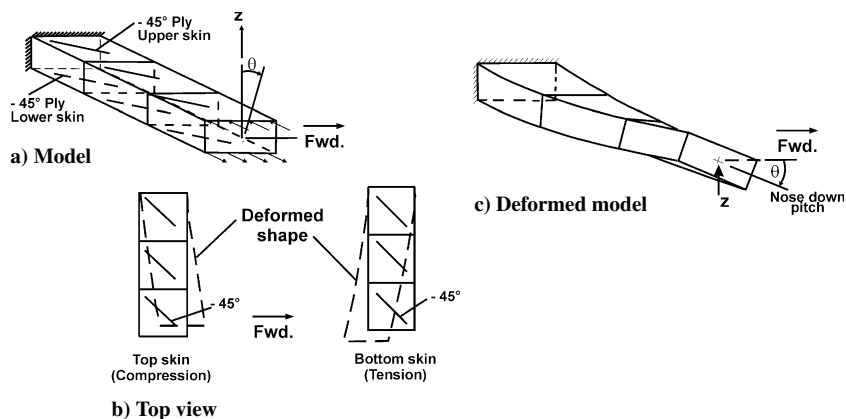 - 45° Ply
Upper skin
z
θ
- 45° Ply
Lower skin
Fwd.
a) Model
Fwd.
θ
z
Nose down
pitch
c) Deformed model
Deformed
shape
- 45°
Fwd.
- 45°
Top skin
(Compression)
Bottom skin
(Tension)
b) Top view